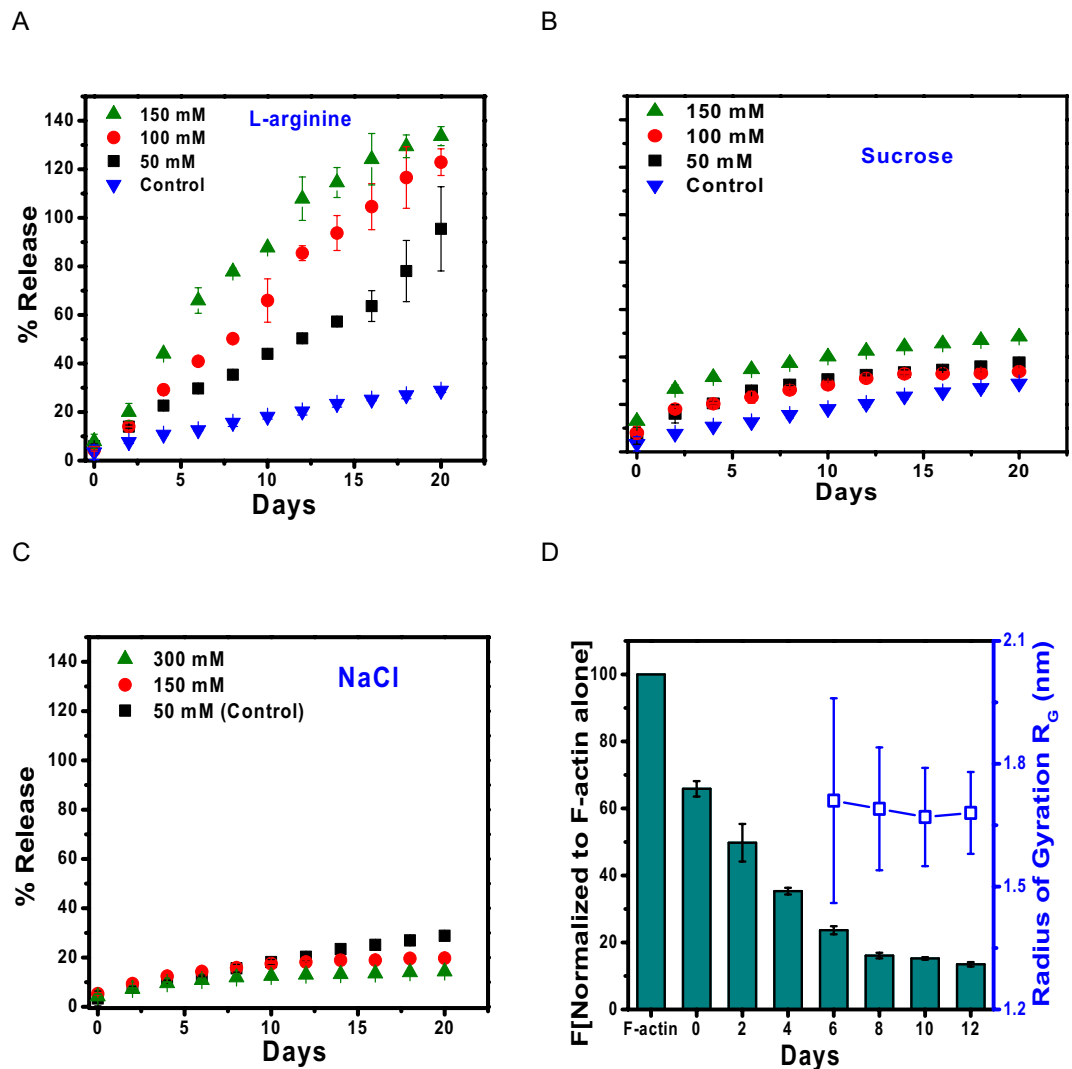 A
150 mM
100 mM
50 mM
Control
L-arginine
140
120
100
80
60
40
20
0
% Release
0
5
10
15
20
Days
B
150 mM
100 mM
50 mM
Control
Sucrose
0
5
10
15
20
Days
C
300 mM
150 mM
50 mM (Control)
NaCl
140
120
100
80
60
40
20
0
% Release
0
5
10
15
20
Days
D
F[Normalized to F-actin alone]
100
80
60
40
20
0
F-actin 0 2 4 6 8 10 12
Days
2.1
1.8
1.5
1.2
Radius of Gyration R_G (nm)